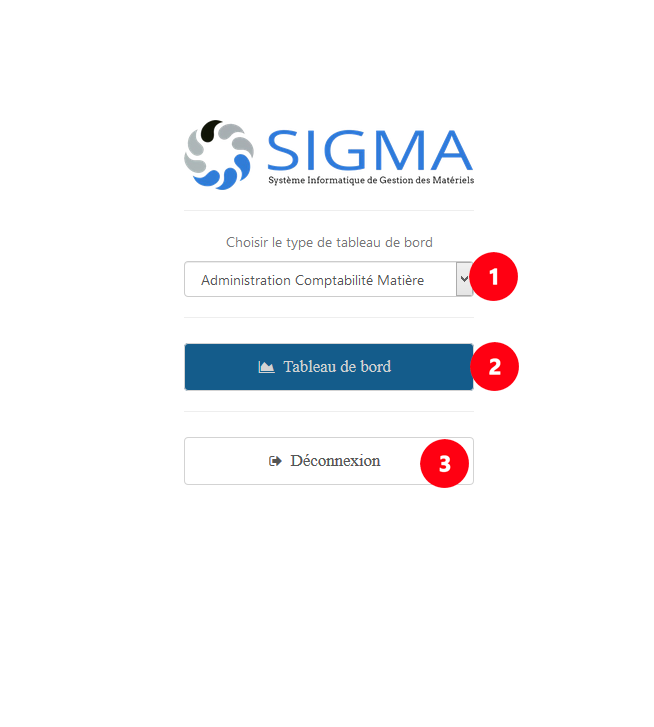 SIGMA
Système Informatique de Gestion des Matériels
Choisir le type de tableau de bord
Administration Comptabilité Matière
1
Tableau de bord
2
Déconnexion
3